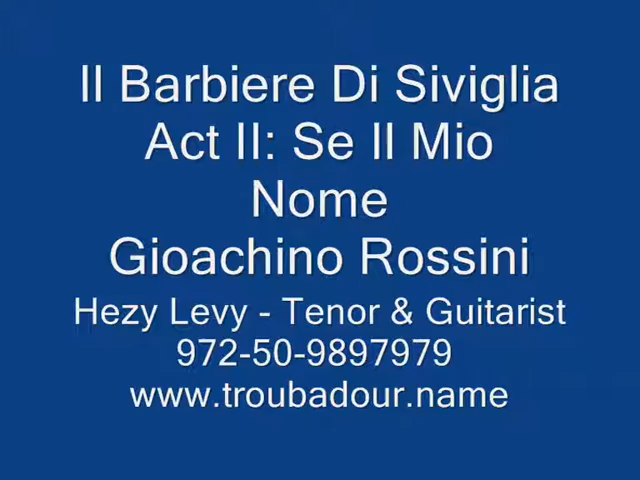 Il Barbiere Di Siviglia
Act II: Se Il Mio
Nome
Gioachino Rossini
Hezy Levy - Tenor & Guitarist
972-50-9897979
www.troubadour.name